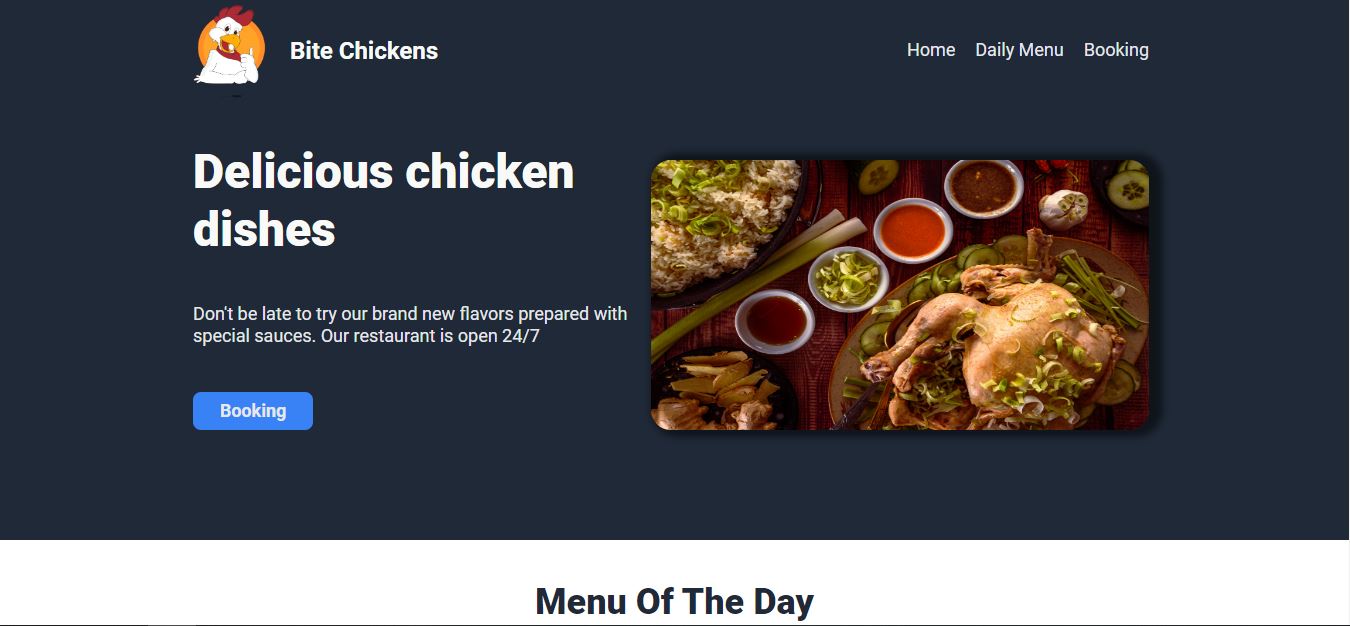 Bite Chickens
Home Daily Menu Booking
Delicious chicken
dishes
Don't be late to try our brand new flavors prepared with
special sauces. Our restaurant is open 24/7
Booking
Menu Of The Day